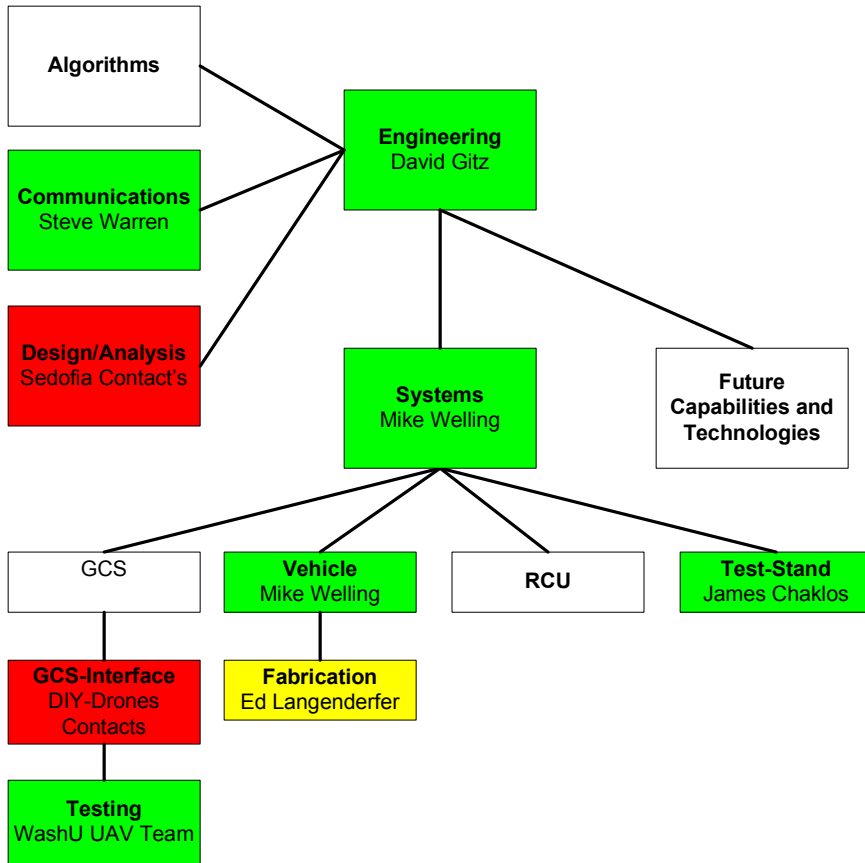 Algorithms
Engineering
David Gitz
Communications
Steve Warren
Design/Analysis
Sedofia Contact's
Systems
Mike Welling
Future
Capabilities and
Technologies
GCS
Vehicle
Mike Welling
RCU
Test-Stand
James Chaklos
GCS-Interface
DIY-Drones
Contacts
Fabrication
Ed Langenderfer
Testing
WashU UAV Team